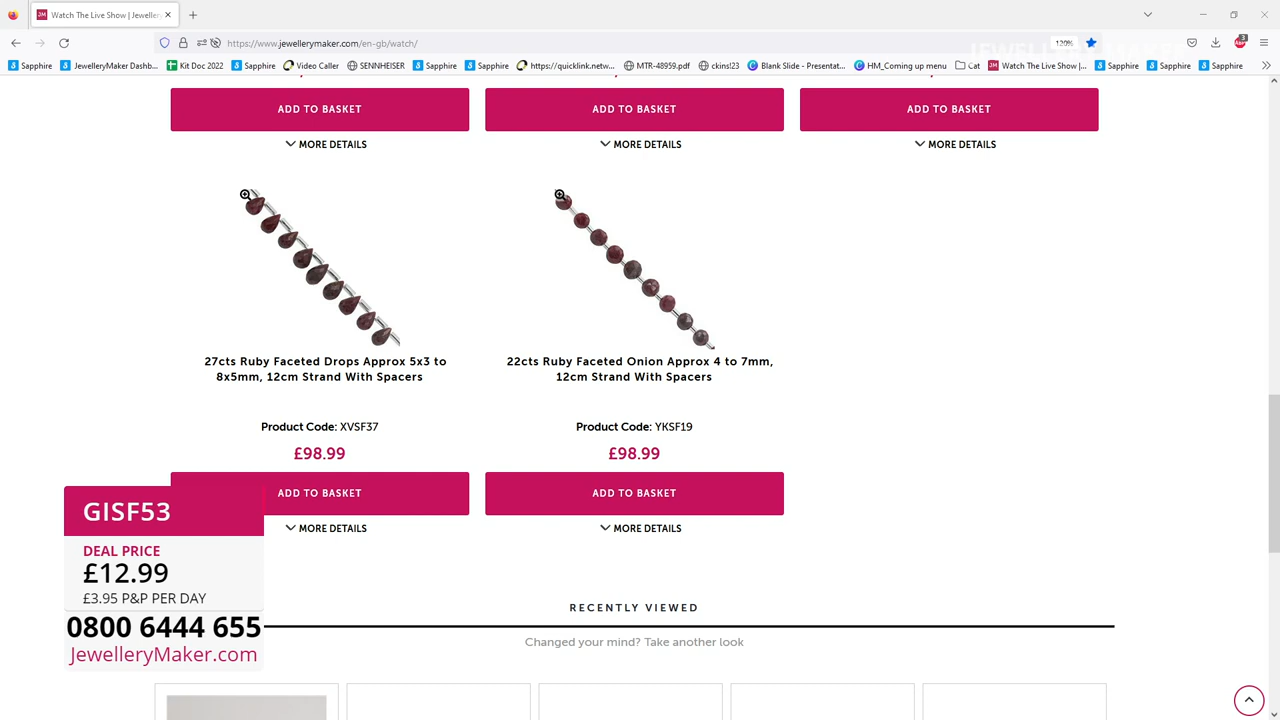 Watch The Live Show | Jeweller
https://www.jewellerymaker.com/
gb/watch/
120%
3
JEWELLERYMAKER
Sapphire
JewelleryMaker Dashb...
Kit Doc 2022
Sapphire
Video Caller
SENNHEISER
Sapphire
Sapphire
https://quicklink.netw...
MTR-48959.pdf
ckins!23
Blank Slide - Presentat...
HM_Coming up menu
Cat
Watch The Live Show |...
Sapphire
Sapphire
Sapphire
ADD TO BASKET
ADD TO BASKET
ADD TO BASKET
MORE DETAILS
MORE DETAILS
MORE DETAILS
27cts Ruby Faceted Drops Approx 5x3 to
8x5mm, 12cm Strand With Spacers
22cts Ruby Faceted Onion Approx 4 to 7mm,
12cm Strand With Spacers
Product Code: XVSF37
Product Code: YKSF19
£98.99
£98.99
ADD TO BASKET
ADD TO BASKET
MORE DETAILS
MORE DETAILS
GISF53
DEAL PRICE
£12.99
£3.95 P&P PER DAY
0800 6444 655
JewelleryMaker.com
RECENTLY VIEWED
Changed your mind? Take another look